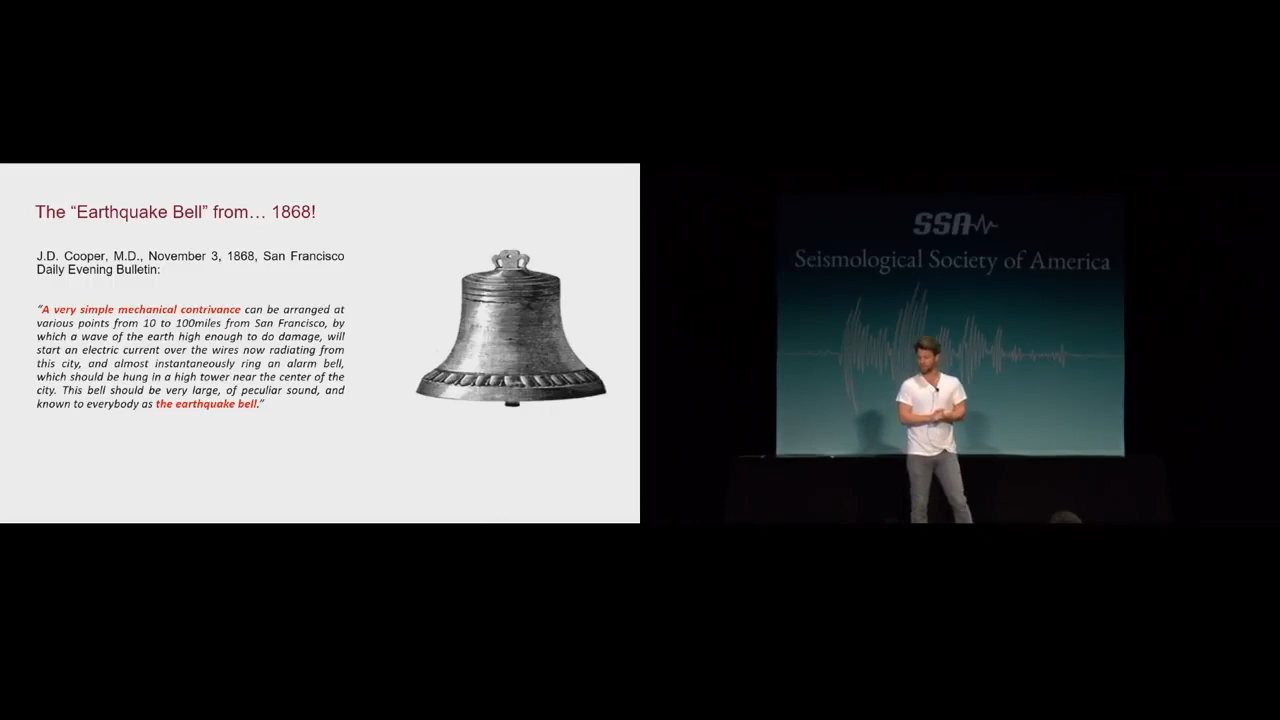 The “Earthquake Bell” from… 1868!
J.D. Cooper, M.D., November 3, 1868, San Francisco
Daily Evening Bulletin:
“A very simple mechanical contrivance can be arranged at
various points from 10 to 100miles from San Francisco, by
which a wave of the earth high enough to do damage, will
start an electric current over the wires now radiating from
this city, and almost instantaneously ring an alarm bell,
which should be hung in a high tower near the center of the
city. This bell should be very large, of peculiar sound, and
known to everybody as the earthquake bell.”
SSA
Seismological Society of America